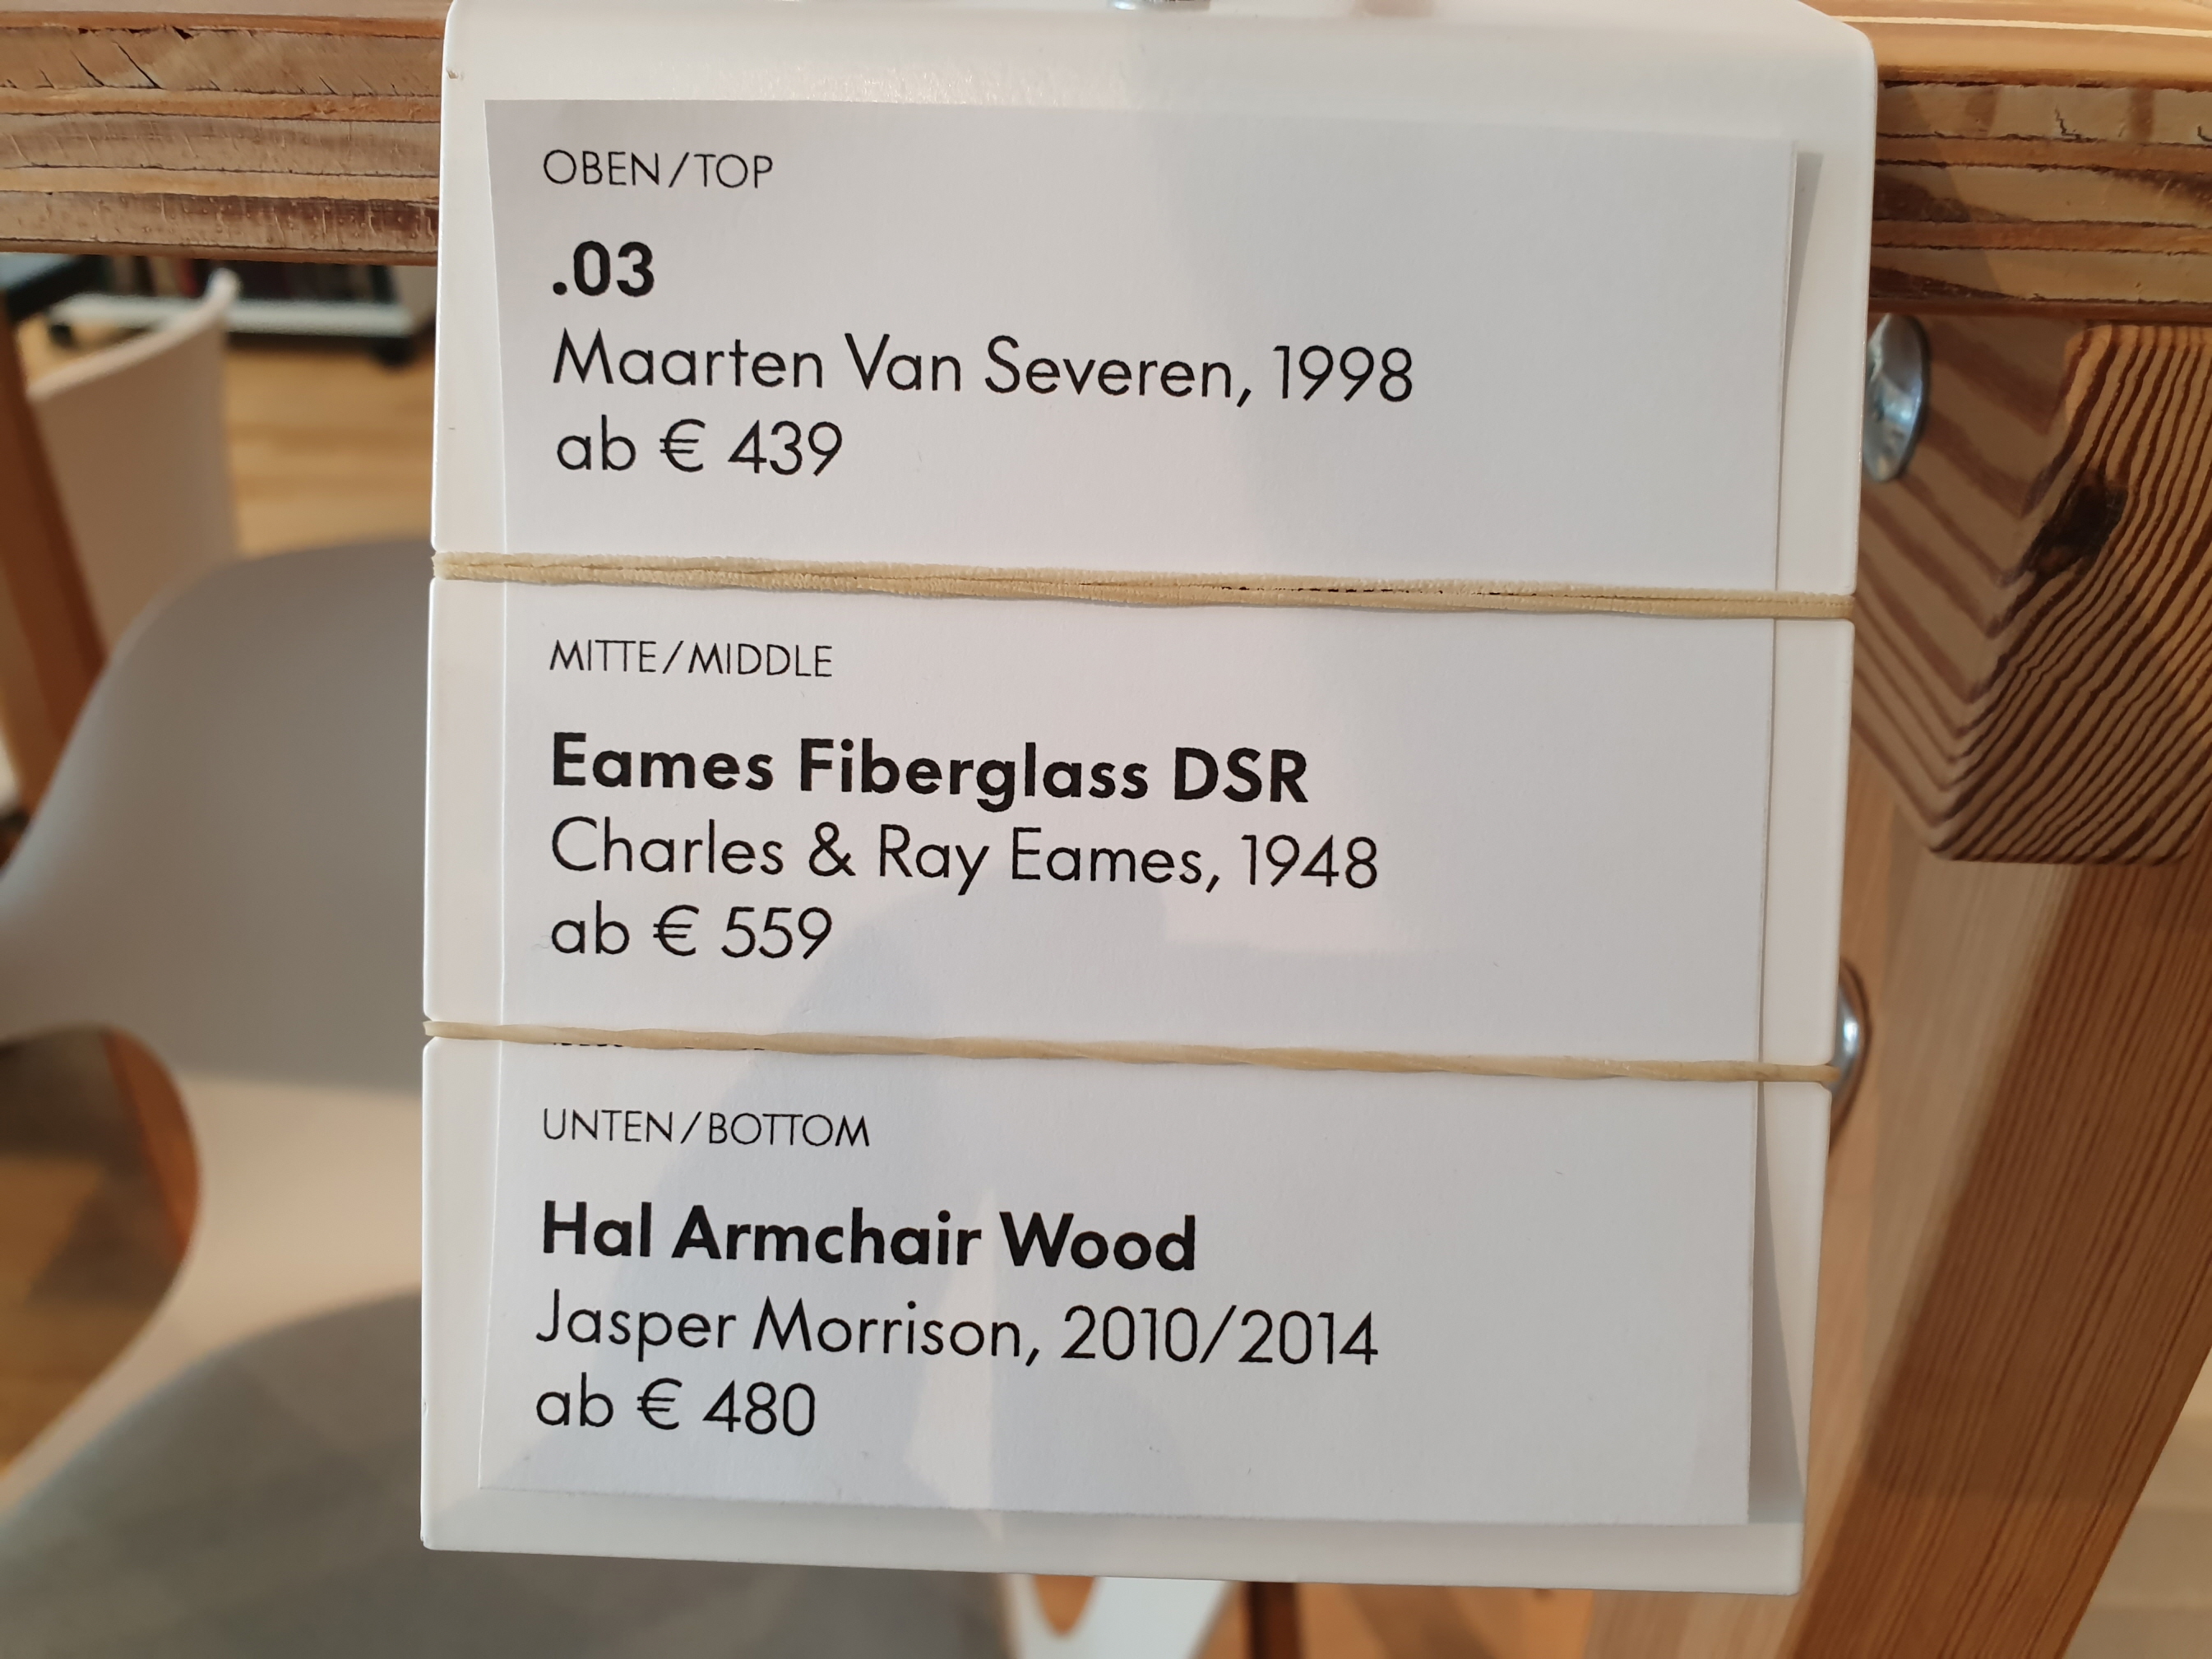 OBEN/TOP
.03
Maarten Van Severen, 1998
ab € 439
MITTE/MIDDLE
Eames Fiberglass DSR
Charles & Ray Eames, 1948
ab € 559
UNTEN/BOTTOM
Hal Armchair Wood
Jasper Morrison, 2010/2014
ab € 480